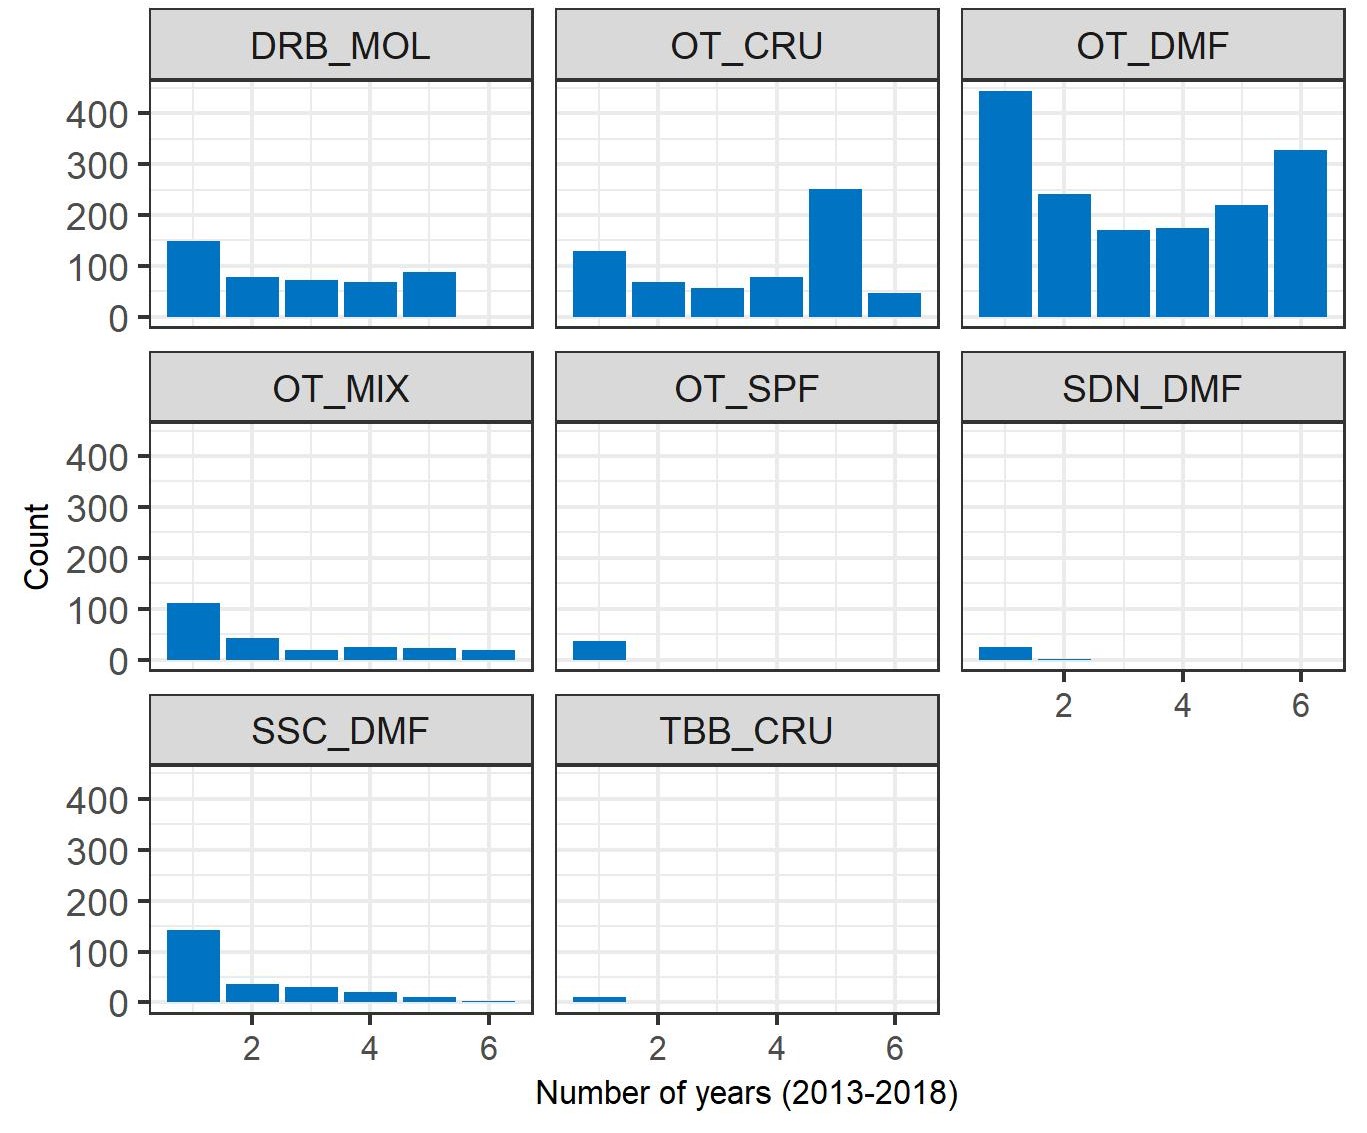 DRB_MOL OT_CRU OT_DMF
400
300
200
100
0
OT_MIX OT_SPF SDN_DMF
Count
400
300
200
100
0
2 4 6
SSC_DMF TBB_CRU
400
300
200
100
0
2 4 6 2 4 6
Number of years (2013-2018)